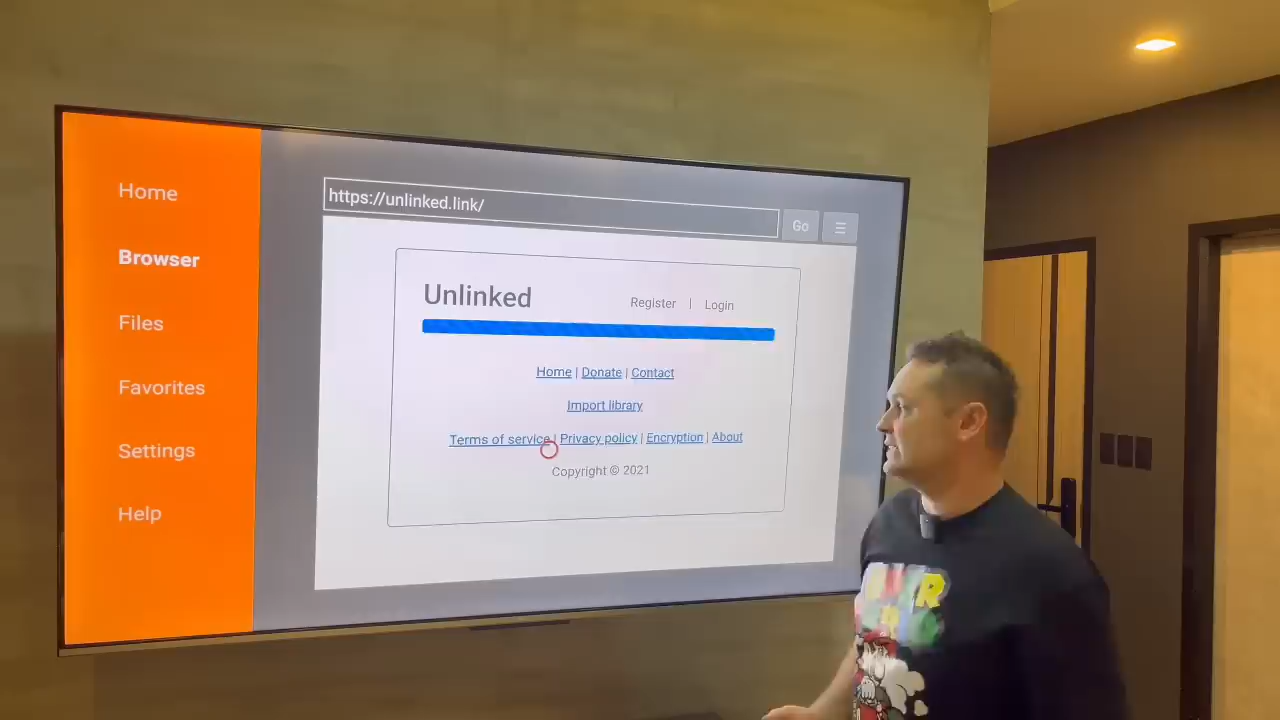 Home
Browser
Files
Favorites
Settings
Help
https://unlinked.link/
Go
Unlinked
Register | Login
Home | Donate | Contact
Import library
Terms of service | Privacy policy | Encryption | About
Copyright © 2021